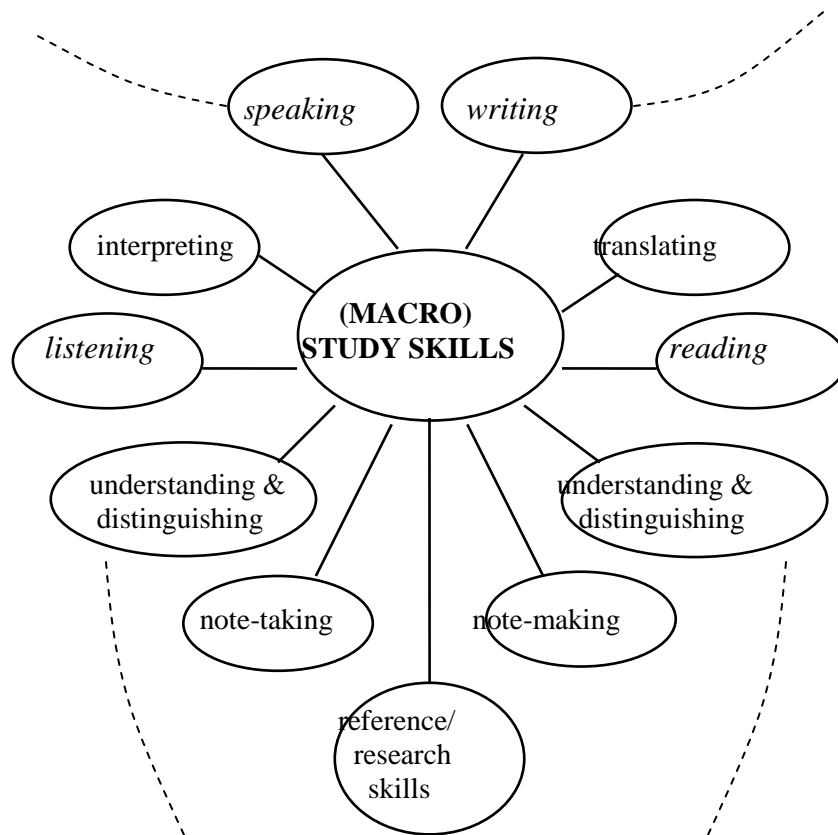 speaking
writing
interpreting
translating
(MACRO)
STUDY SKILLS
listening
reading
understanding &
distinguishing
understanding &
distinguishing
note-taking
note-making
reference/
research
skills